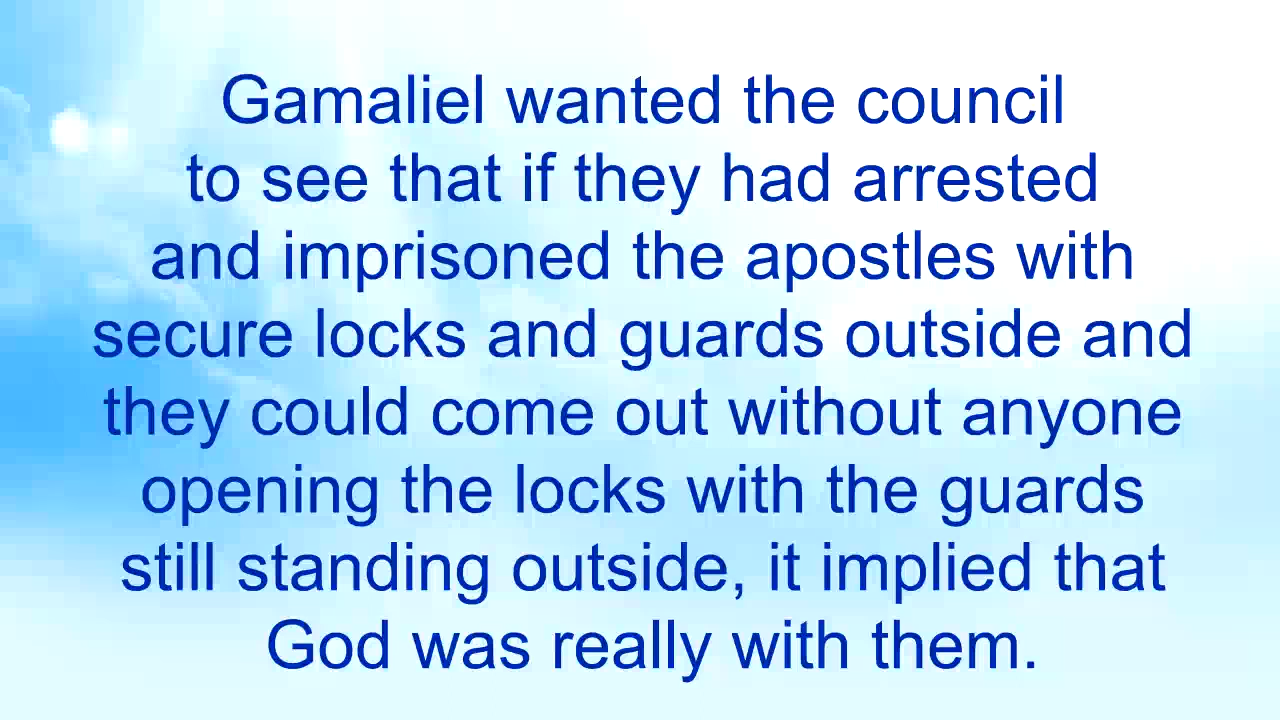 Gamaliel wanted the council
to see that if they had arrested
and imprisoned the apostles with
secure locks and guards outside and
they could come out without anyone
opening the locks with the guards
still standing outside, it implied that
God was really with them.